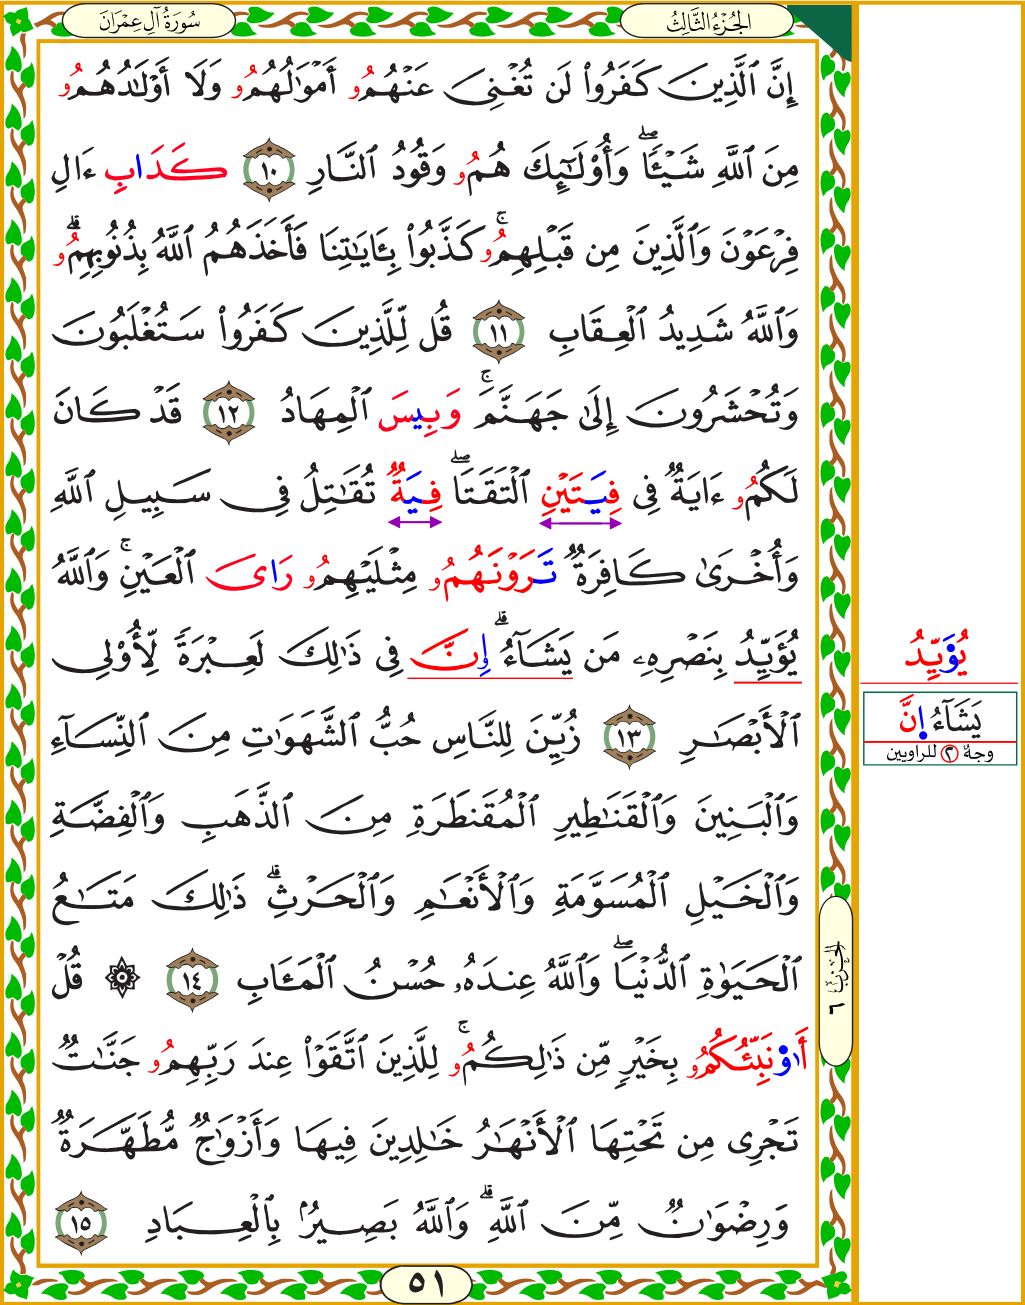 سُورَةُ آلِ عِمْرَانَ
الجُزْءُ الثَّالِثُ
إِنَّ ٱلَّذِينَ كَفَرُواْ لَن تُغْنِىَ عَنْهُمُۥ أَمْوَٰلُهُمُۥ وَلَا أَوْلَٰدُهُمُۥ
مِنَ ٱللَّهِ شَيْـًٔاۖ وَأُوْلَٰٓئِكَ هُمُۥ وَقُودُ ٱلنَّارِ ١٠ كَدَابِ ءَالِ
فِرْعَوْنَ وَٱلَّذِينَ مِن قَبْلِهِمُۥۚ كَذَّبُواْ بِـَٔايَٰتِنَا فَأَخَذَهُمُ ٱللَّهُ بِذُنُوبِهِمُۥۗ
وَٱللَّهُ شَدِيدُ ٱلْعِقَابِ ١١ قُل لِّلَّذِينَ كَفَرُواْ سَتُغْلَبُونَ
وَتُحْشَرُونَ إِلَىٰ جَهَنَّمَۚ وَبِيسَ ٱلْمِهَادُ ١٢ قَدْ كَانَ
لَكُمُۥ ءَايَةٌ فِى فِيَتَيْنِ ٱلْتَقَتَاۖ فِيَةٌ تُقَٰتِلُ فِى سَبِيلِ ٱللَّهِ
وَأُخْرَىٰ كَافِرَةٌ تَرَوْنَهُمُۥ مِثْلَيْهِمُۥ رَاىَ ٱلْعَيْنِۚ وَٱللَّهُ
يُؤَيِّدُ بِنَصْرِهِۦ مَن يَشَآءُۗ اِنَّ فِى ذَٰلِكَ لَعِبْرَةً لِّأُوْلِى
ٱلْأَبْصَٰرِ ١٣ زُيِّنَ لِلنَّاسِ حُبُّ ٱلشَّهَوَٰتِ مِنَ ٱلنِّسَآءِ
وَٱلْبَنِينَ وَٱلْقَنَٰطِيرِ ٱلْمُقَنطَرَةِ مِنَ ٱلذَّهَبِ وَٱلْفِضَّةِ
وَٱلْخَيْلِ ٱلْمُسَوَّمَةِ وَٱلْأَنْعَٰمِ وَٱلْحَرْثِۗ ذَٰلِكَ مَتَٰعُ
ٱلْحَيَوٰةِ ٱلدُّنْيَاۖ وَٱللَّهُ عِندَهُۥ حُسْنُ ٱلْمَـَٔابِ ١٤ ۞ قُلْ
أَاوْ۬نَبِّئُكُمُۥ بِخَيْرٍ مِّن ذَٰلِكُمُۥۚ لِلَّذِينَ ٱتَّقَوْاْ عِندَ رَبِّهِمُۥ جَنَّٰتٌ
تَجْرِى مِن تَحْتِهَا ٱلْأَنْهَٰرُ خَٰلِدِينَ فِيهَا وَأَزْوَٰجٌ مُّطَهَّرَةٌ
وَرِضْوَٰنٌ مِّنَ ٱللَّهِۗ وَٱللَّهُ بَصِيرٌۢ بِٱلْعِبَادِ ١٥
يُوَيِّدُ
يَشَآءُ اِنَّ
وجهٌ ٢ للراويين
الحزب ٦
٥١